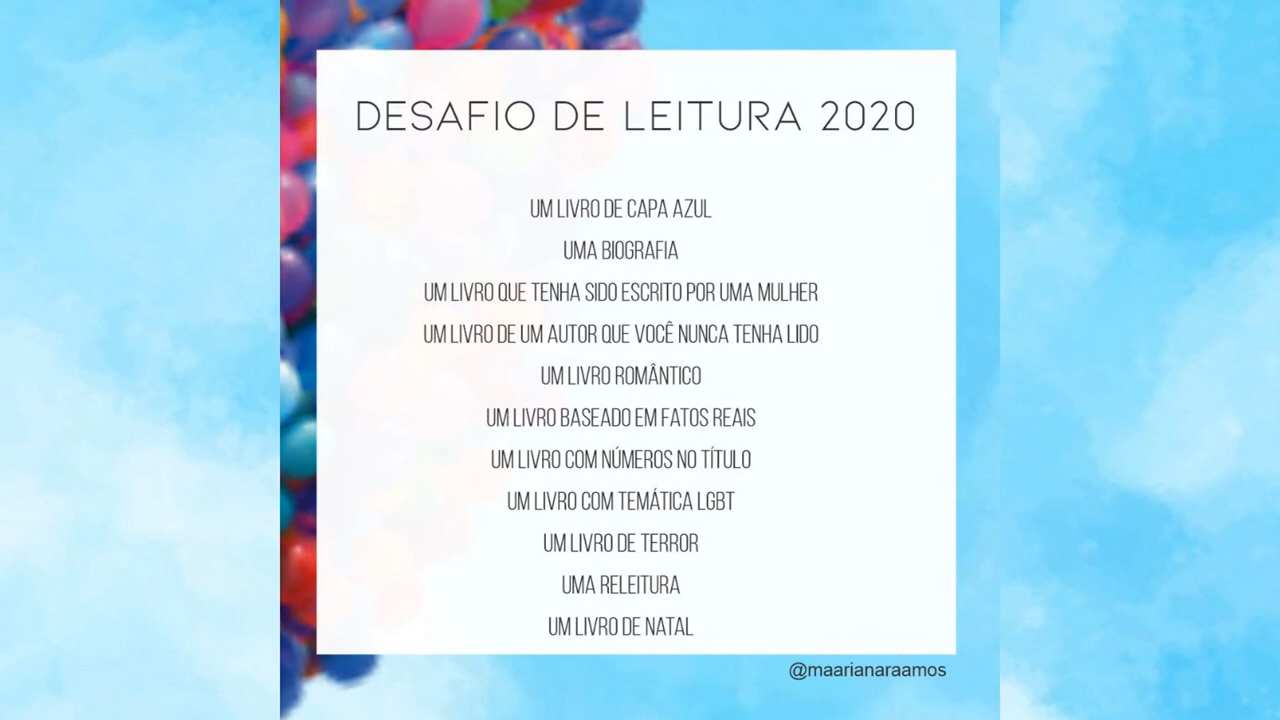 DESAFIO DE LEITURA 2020
UM LIVRO DE CAPA AZUL
UMA BIOGRAFIA
UM LIVRO QUE TENHA SIDO ESCRITO POR UMA MULHER
UM LIVRO DE UM AUTOR QUE VOCÊ NUNCA TENHA LIDO
UM LIVRO ROMÂNTICO
UM LIVRO BASEADO EM FATOS REAIS
UM LIVRO COM NÚMEROS NO TÍTULO
UM LIVRO COM TEMÁTICA LGBT
UM LIVRO DE TERROR
UMA RELEITURA
UM LIVRO DE NATAL
@maarianaraamos